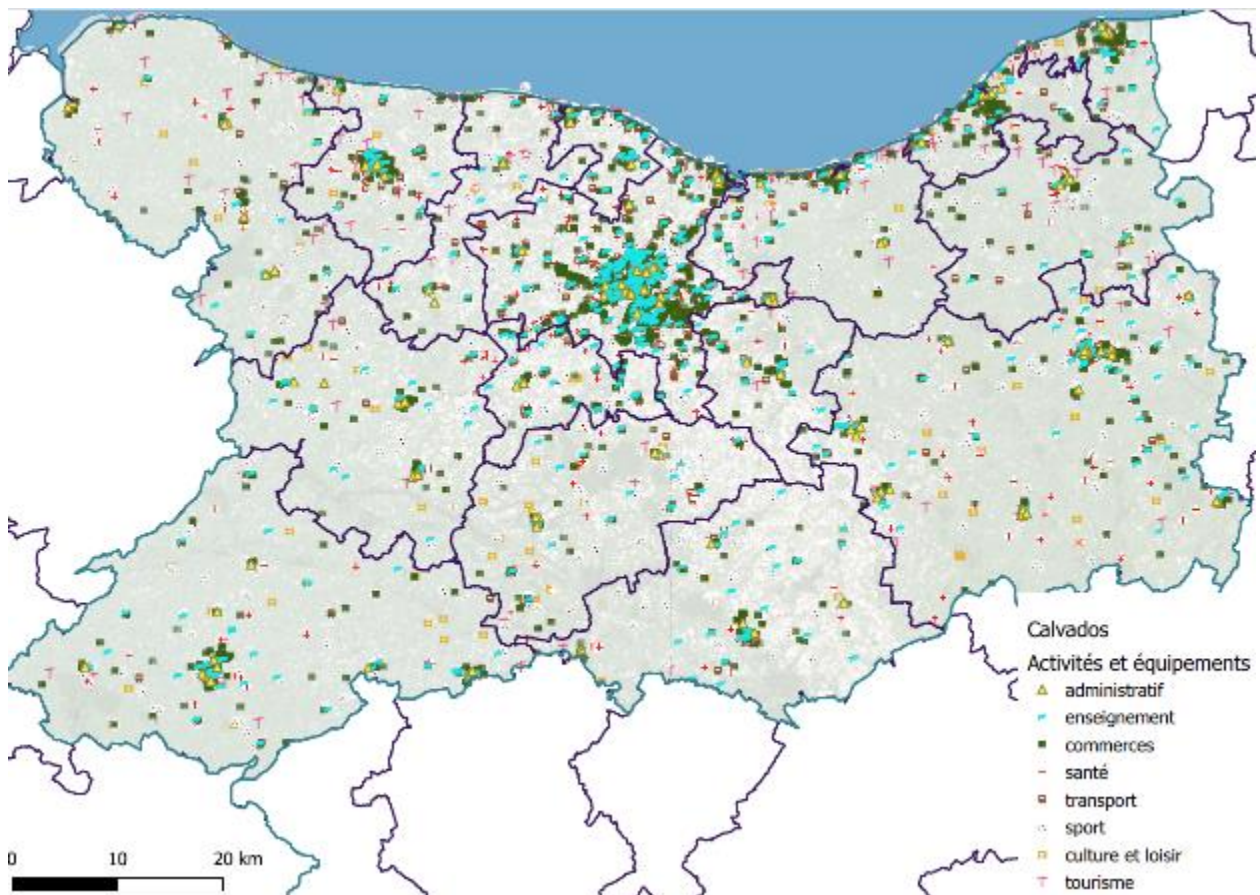 Calvados
Activités et équipements
administratif
enseignement
commerces
santé
transport
sport
culture et loisir
tourisme
0 10 20 km